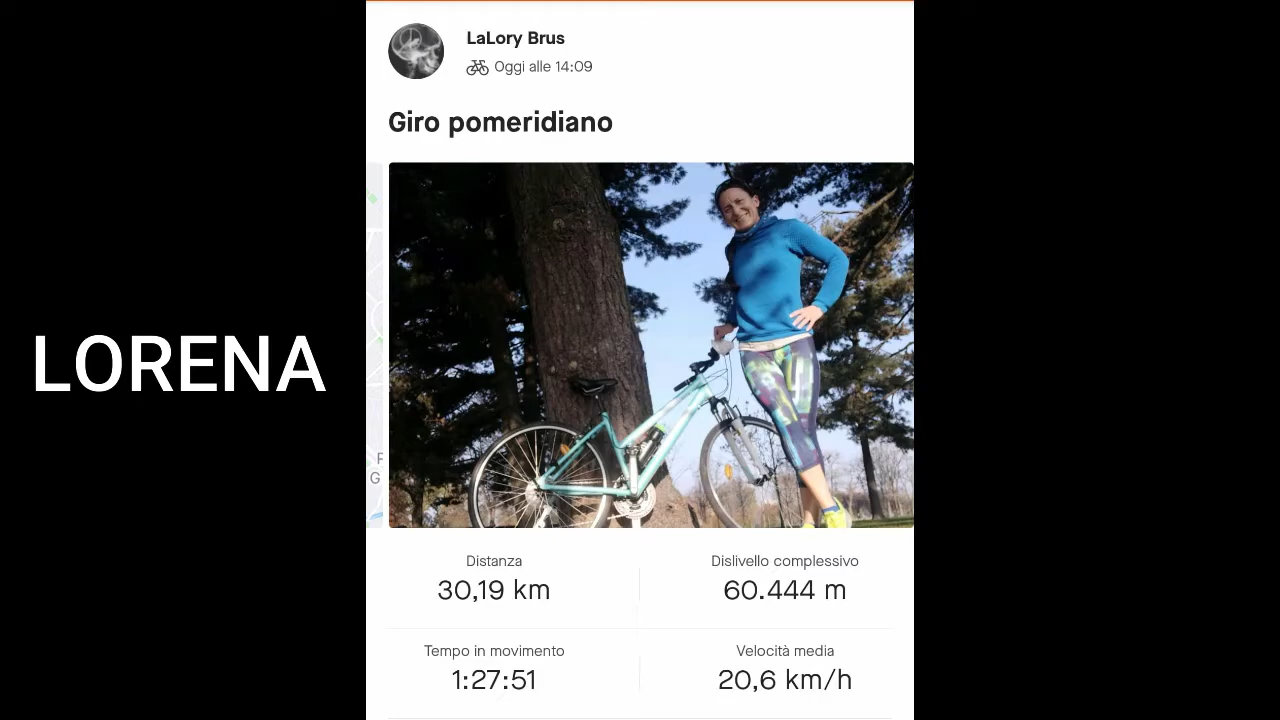 LaLory Brus
Oggi alle 14:09
Giro pomeridiano
LORENA
F
G
Distanza
30,19 km
Dislivello complessivo
60.444 m
Tempo in movimento
1:27:51
Velocità media
20,6 km/h